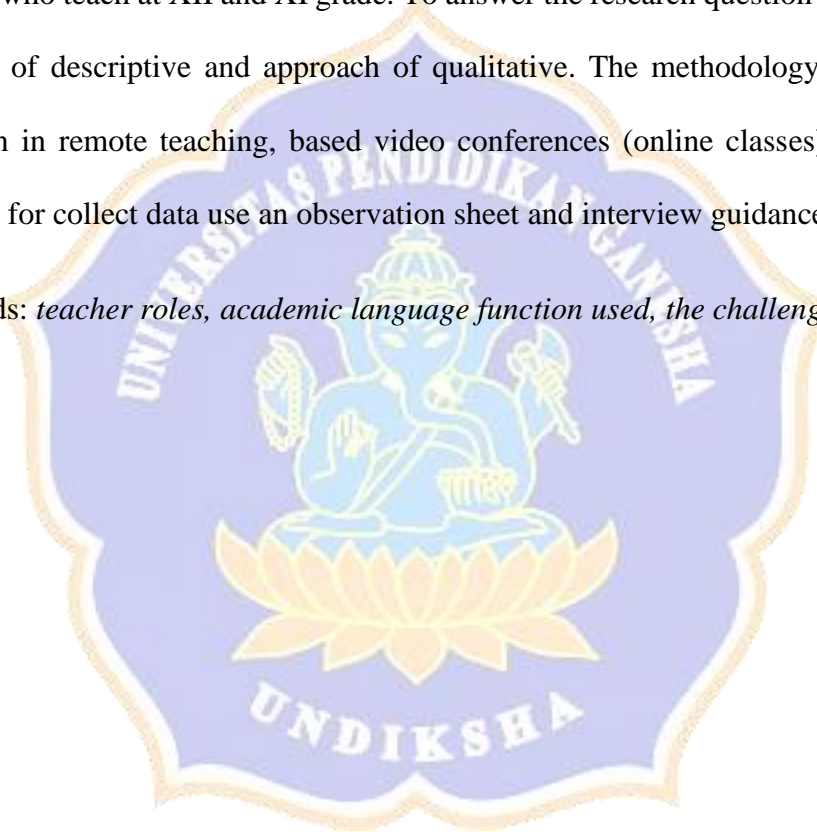 who teach at XII and XI grade. To answer the research question
of descriptive and approach of qualitative. The methodology
in remote teaching, based video conferences (online classes)
for collect data use an observation sheet and interview guidance
ds: teacher roles, academic language function used, the challeng
UNIVERSITAS PENDIDIKAN GANESHA
UNDIKSHA